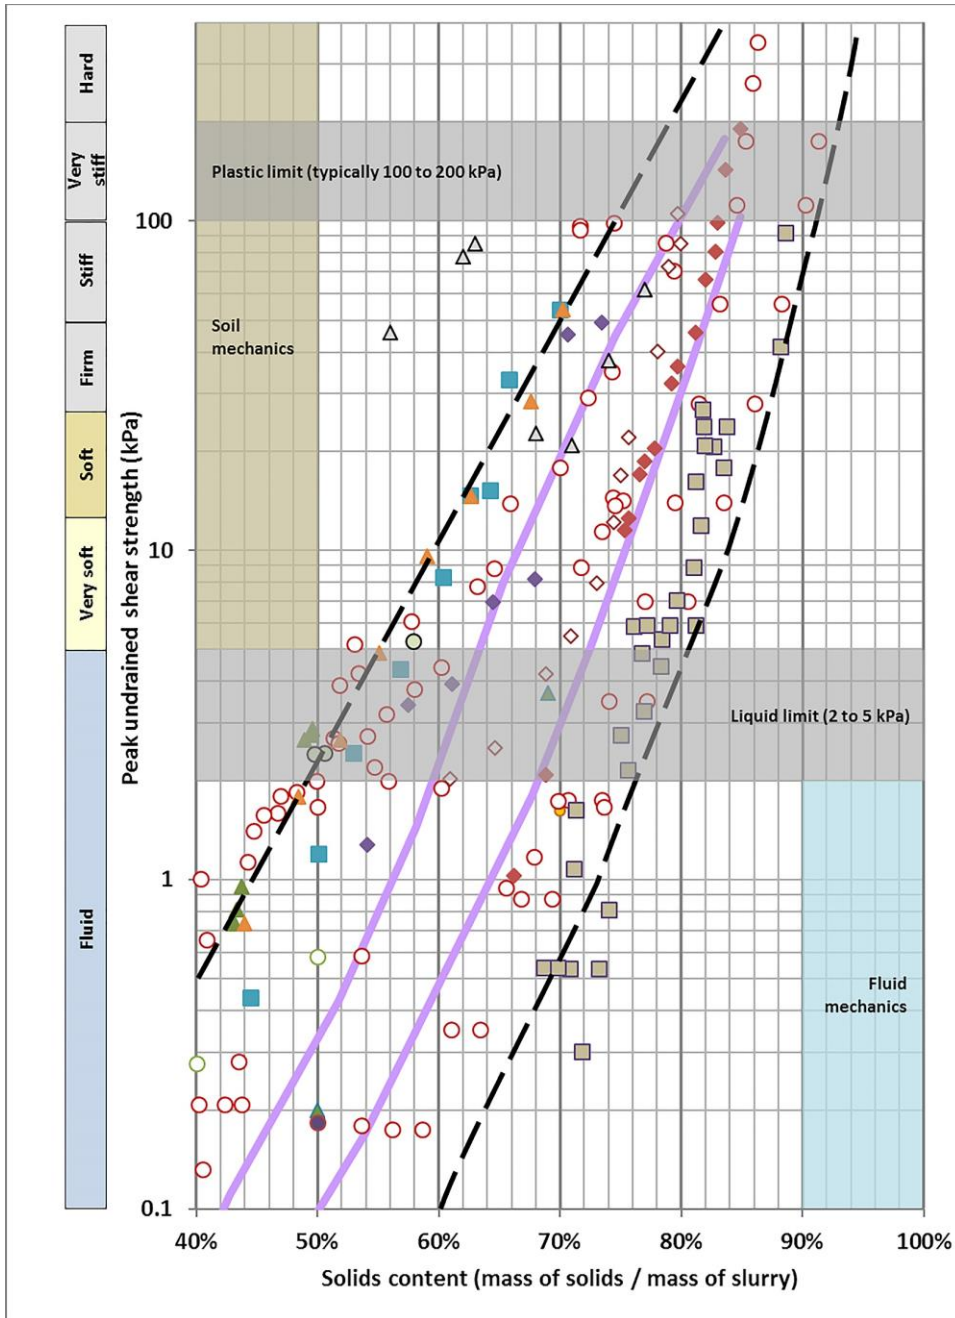 Hard
Very
stiff
Stiff
Firm
Soft
Very soft
Fluid
Peak undrained shear strength (kPa)
100
10
1
0.1
Plastic limit (typically 100 to 200 kPa)
Soil
mechanics
Liquid limit (2 to 5 kPa)
Fluid
mechanics
40%
50%
60%
70%
80%
90%
100%
Solids content (mass of solids / mass of slurry)